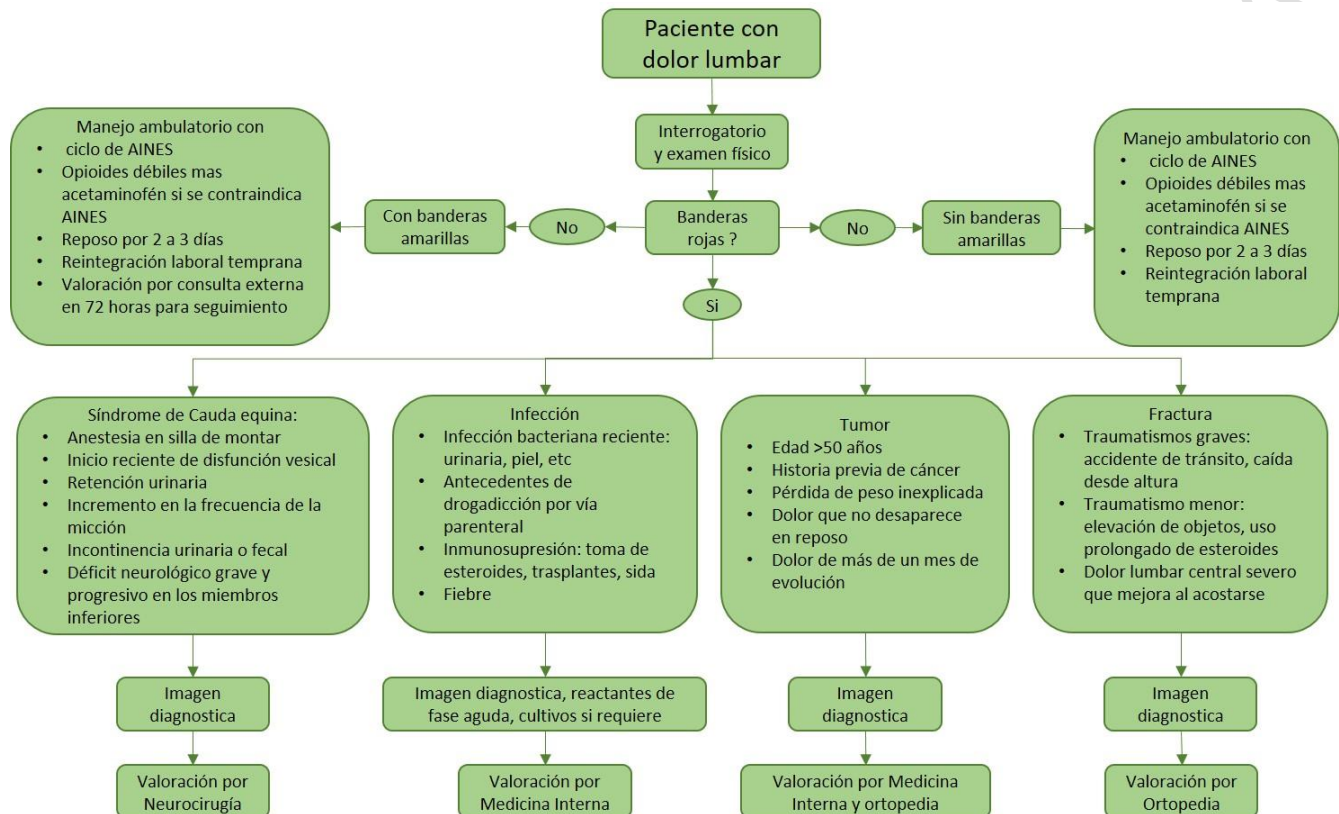 Paciente con
dolor lumbar
Interrogatorio
y examen físico
Manejo ambulatorio con
• ciclo de AINES
• Opioides débiles mas
acetaminofén si se contraindica
AINES
• Reposo por 2 a 3 días
• Reintegración laboral temprana
• Valoración por consulta externa
en 72 horas para seguimiento
Con banderas
amarillas
No
Banderas
rojas ?
No
Sin banderas
amarillas
Manejo ambulatorio con
• ciclo de AINES
• Opioides débiles mas
acetaminofén si se
contraindica AINES
• Reposo por 2 a 3 días
• Reintegración laboral
temprana
Si
Síndrome de Cauda equina:
• Anestesia en silla de montar
• Inicio reciente de disfunción vesical
• Retención urinaria
• Incremento en la frecuencia de la
micción
• Incontinencia urinaria o fecal
• Déficit neurológico grave y
progresivo en los miembros
inferiores
Infección
• Infección bacteriana reciente:
urinaria, piel, etc
• Antecedentes de
drogadicción por vía
parenteral
• Inmunosupresión: toma de
esteroides, trasplantes, sida
• Fiebre
Tumor
• Edad >50 años
• Historia previa de cáncer
• Pérdida de peso inexplicada
• Dolor que no desaparece
en reposo
• Dolor de más de un mes de
evolución
Fractura
• Traumatismos graves:
accidente de tránsito, caída
desde altura
• Traumatismo menor:
elevación de objetos, uso
prolongado de esteroides
• Dolor lumbar central severo
que mejora al acostarse
Imagen
diagnostica
Imagen diagnostica, reactantes de
fase aguda, cultivos si requiere
Imagen
diagnostica
Imagen
diagnostica
Valoración por
Neurocirugía
Valoración por
Medicina Interna
Valoración por Medicina
Interna y ortopedia
Valoración por
Ortopedia